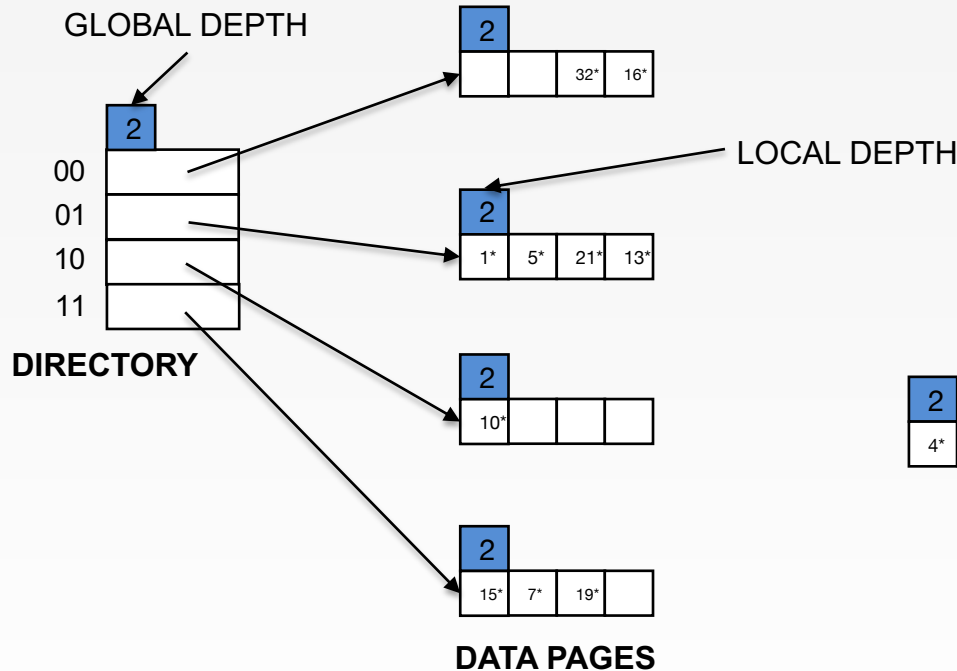 GLOBAL DEPTH
2
00
01
10
11
DIRECTORY
2
32* 16*
LOCAL DEPTH
2
1* 5* 21* 13*
2
10*
2
4*
2
15* 7* 19*
DATA PAGES